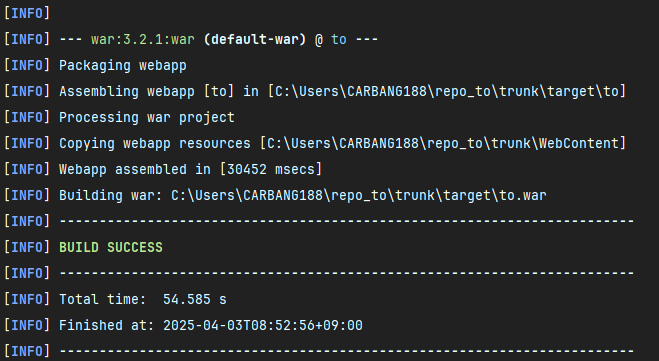 [INFO]
[INFO] --- war:3.2.1:war (default-war) @ to ---
[INFO] Packaging webapp
[INFO] Assembling webapp [to] in [C:\Users\CARBANG188\repo_to\trunk\target\to]
[INFO] Processing war project
[INFO] Copying webapp resources [C:\Users\CARBANG188\repo_to\trunk\WebContent]
[INFO] Webapp assembled in [30452 msecs]
[INFO] Building war: C:\Users\CARBANG188\repo_to\trunk\target\to.war
[INFO] ------------------------------------------------------------------------
[INFO] BUILD SUCCESS
[INFO] ------------------------------------------------------------------------
[INFO] Total time:  54.585 s
[INFO] Finished at: 2025-04-03T08:52:56+09:00
[INFO] ------------------------------------------------------------------------